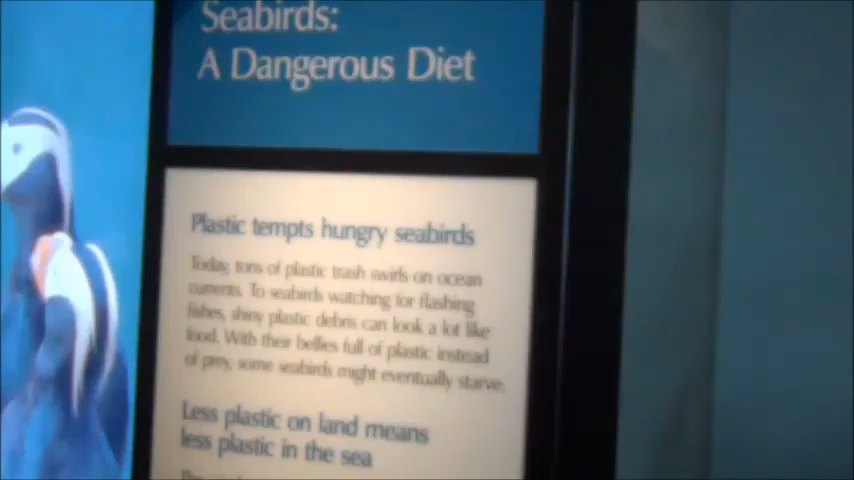 Seabirds:
A Dangerous Diet
Plastic tempts hungry seabirds
Today, tons of plastic trash swirls on ocean
currents. To seabirds watching for flashing
fishes, shiny plastic debris can look a lot like
food. With their bellies full of plastic instead
of prey, some seabirds might eventually starve.
Less plastic on land means
less plastic in the sea